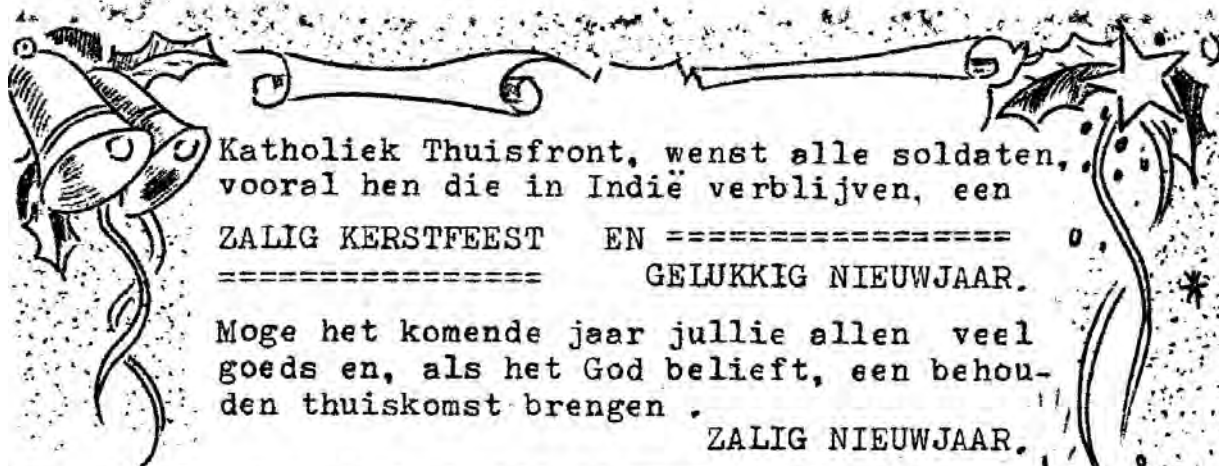 Katholiek Thuisfront, wenst alle soldaten,
vooral hen die in Indië verblijven, een
ZALIG KERSTFEEST EN =================
================ GELUKKIG NIEUWJAAR.
Moge het komende jaar jullie allen veel
goeds en, als het God belieft, een behou-
den thuiskomst brengen .
ZALIG NIEUWJAAR.